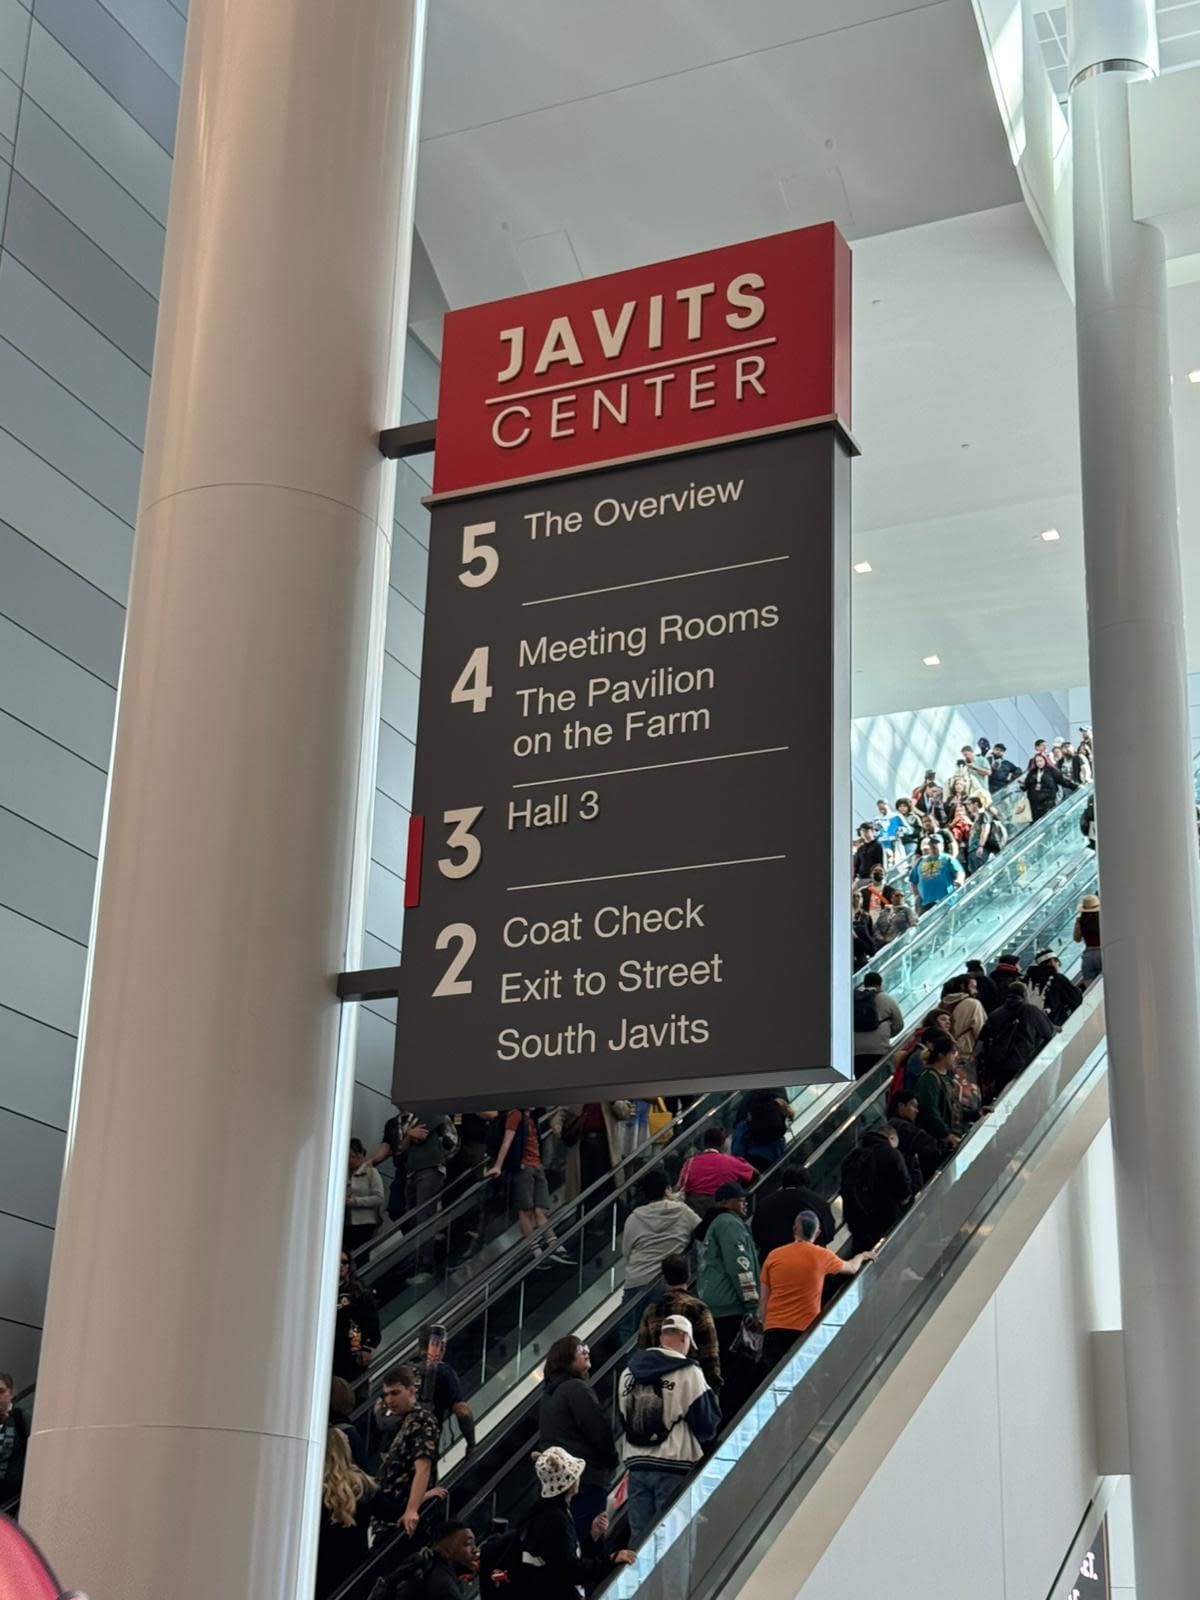 JAVITS
CENTER
5 The Overview
4 Meeting Rooms
The Pavilion
on the Farm
3 Hall 3
2 Coat Check
Exit to Street
South Javits